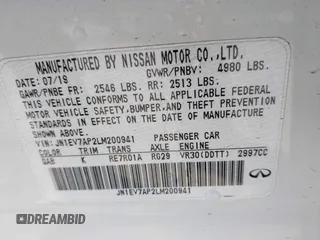 MANUFACTURED BY NISSAN MOTOR CO.,LTD.
DATE: 07/19 GVWR/PNBV: 4980 LBS.
GAWR/PNBE FR: 2546 LBS. RR: 2513 LBS.
THIS VEHICLE CONFORMS TO ALL APPLICABLE FEDERAL
MOTOR VEHICLE SAFETY,BUMPER,AND THEFT PREVENTION
STANDARDS IN EFFECT ON THE DATE OF MANUFACTURE
SHOWN ABOVE.
VIN: JN1EV7AP2LM200941 PASSENGER CAR
COLOR TRIM TRANS AXLE ENGINE
QAB K RE7R01A RG29 VR30(DDTT) 2997CC
JN1EV7AP2LM200941
INFINITI
© BIDFAX.INFO